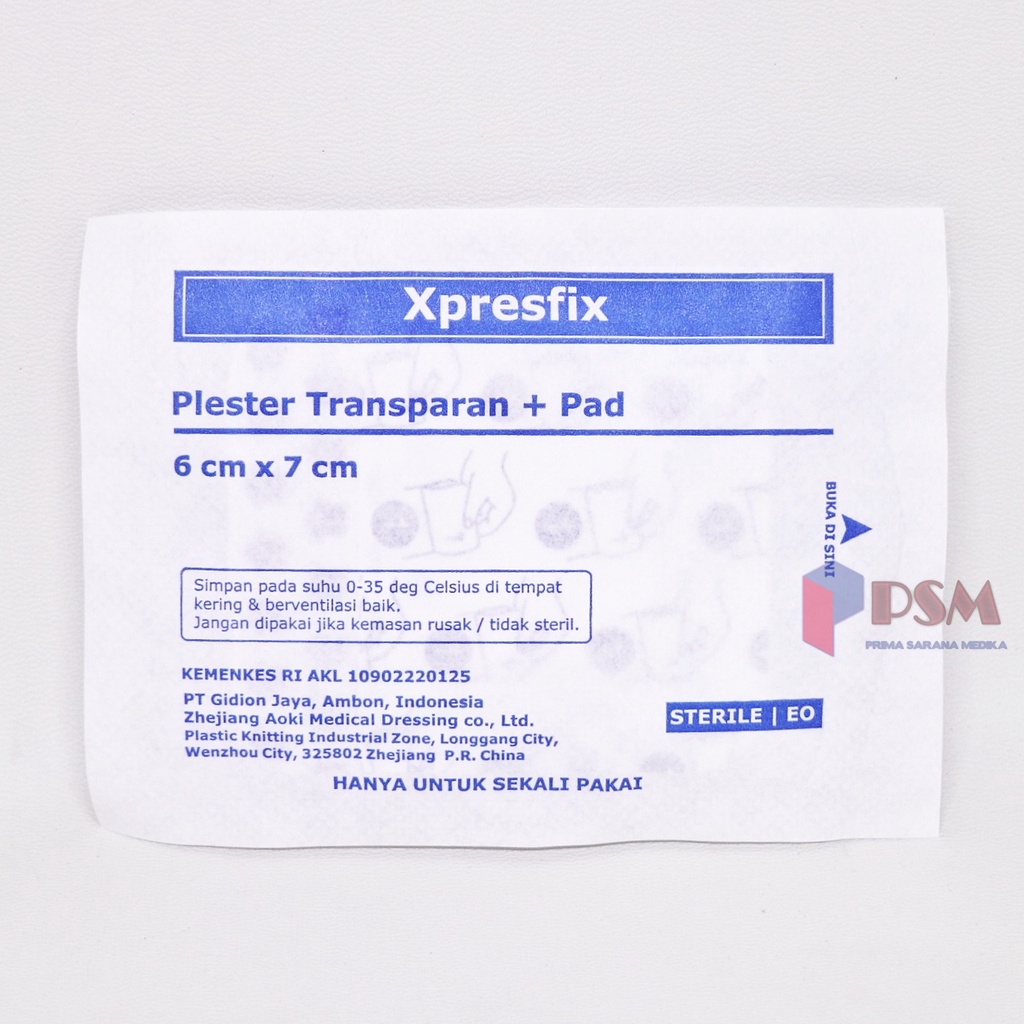 Xpresfix
Plester Transparan + Pad
6 cm x 7 cm
BUKA DI SINI
Simpan pada suhu 0-35 deg Celsius di tempat
kering & berventilasi baik.
Jangan dipakai jika kemasan rusak / tidak steril.
PSM
PRIMA SARANA MEDIKA
KEMENKES RI AKL 10902220125
PT Gidion Jaya, Ambon, Indonesia
Zhejiang Aoki Medical Dressing co., Ltd.
Plastic Knitting Industrial Zone, Longgang City,
Wenzhou City, 325802 Zhejiang P.R. China
STERILE | EO
HANYA UNTUK SEKALI PAKAI